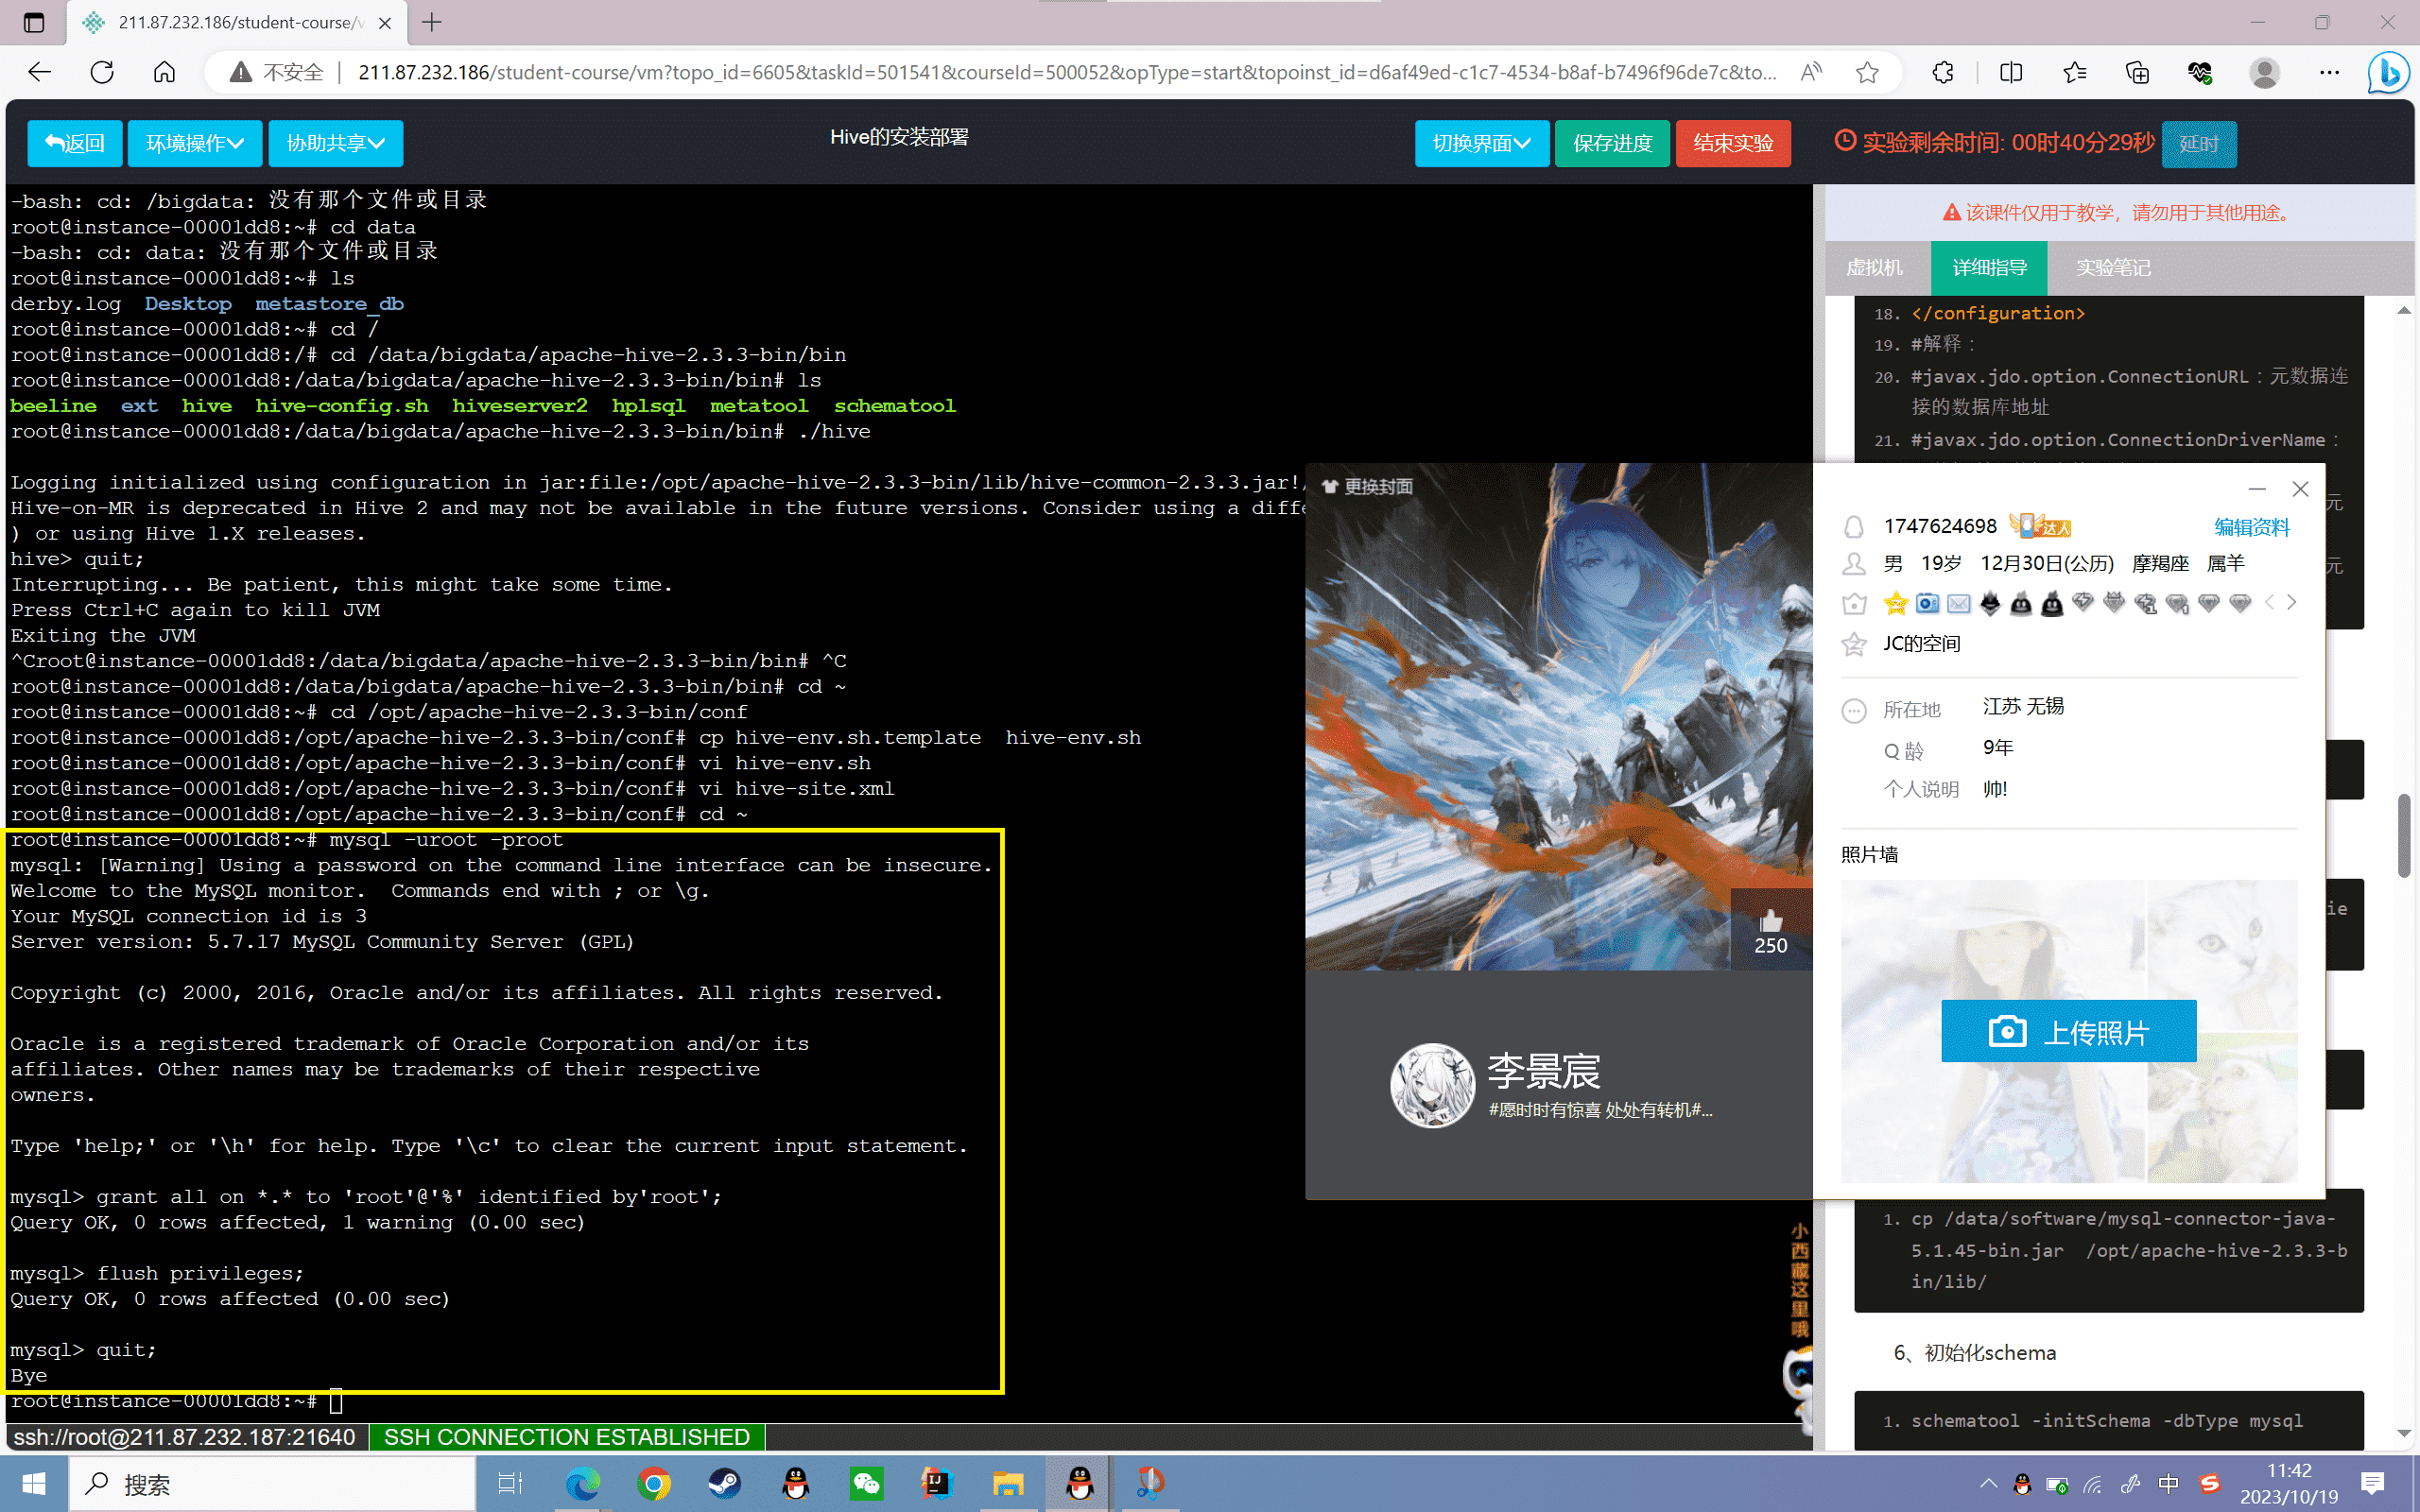 211.87.232.186/student-course/v
不安全
211.87.232.186/student-course/vm?topo_id=6605&taskId=501541&courseId=500052&opType=start&topoinst_id=d6af49ed-c1c7-4534-b8af-b7496f96de7c&to...
返回
环境操作
协助共享
Hive的安装部署
切换界面
保存进度
结束实验
实验剩余时间: 00时40分29秒
延时
-bash: cd: /bigdata: 没有那个文件或目录
root@instance-00001dd8:~# cd data
-bash: cd: data: 没有那个文件或目录
root@instance-00001dd8:~# ls
derby.log  Desktop  metastore_db
root@instance-00001dd8:~# cd /
root@instance-00001dd8:/# cd /data/bigdata/apache-hive-2.3.3-bin/bin
root@instance-00001dd8:/data/bigdata/apache-hive-2.3.3-bin/bin# ls
beeline  ext  hive  hive-config.sh  hiveserver2  hplsql  metatool  schematool
root@instance-00001dd8:/data/bigdata/apache-hive-2.3.3-bin/bin# ./hive
Logging initialized using configuration in jar:file:/opt/apache-hive-2.3.3-bin/lib/hive-common-2.3.3.jar!/
Hive-on-MR is deprecated in Hive 2 and may not be available in the future versions. Consider using a diffe
) or using Hive 1.X releases.
hive> quit;
Interrupting... Be patient, this might take some time.
Press Ctrl+C again to kill JVM
Exiting the JVM
^Croot@instance-00001dd8:/data/bigdata/apache-hive-2.3.3-bin/bin# ^C
root@instance-00001dd8:/data/bigdata/apache-hive-2.3.3-bin/bin# cd ~
root@instance-00001dd8:~# cd /opt/apache-hive-2.3.3-bin/conf
root@instance-00001dd8:/opt/apache-hive-2.3.3-bin/conf# cp hive-env.sh.template  hive-env.sh
root@instance-00001dd8:/opt/apache-hive-2.3.3-bin/conf# vi hive-env.sh
root@instance-00001dd8:/opt/apache-hive-2.3.3-bin/conf# vi hive-site.xml
root@instance-00001dd8:/opt/apache-hive-2.3.3-bin/conf# cd ~
root@instance-00001dd8:~# mysql -uroot -proot
mysql: [Warning] Using a password on the command line interface can be insecure.
Welcome to the MySQL monitor.  Commands end with ; or \g.
Your MySQL connection id is 3
Server version: 5.7.17 MySQL Community Server (GPL)
Copyright (c) 2000, 2016, Oracle and/or its affiliates. All rights reserved.
Oracle is a registered trademark of Oracle Corporation and/or its
affiliates. Other names may be trademarks of their respective
owners.
Type 'help;' or '\h' for help. Type '\c' to clear the current input statement.
mysql> grant all on *.* to 'root'@'%' identified by'root';
Query OK, 0 rows affected, 1 warning (0.00 sec)
mysql> flush privileges;
Query OK, 0 rows affected (0.00 sec)
mysql> quit;
Bye
root@instance-00001dd8:~#
ssh://root@211.87.232.187:21640
SSH CONNECTION ESTABLISHED
该课件仅用于教学，请勿用于其他用途。
虚拟机
详细指导
实验笔记
18. </configuration>
19. #解释：
20. #javax.jdo.option.ConnectionURL：元数据连
接的数据库地址
21. #javax.jdo.option.ConnectionDriverName：
元
元
更换封面
250
李景宸
#愿时时有惊喜 处处有转机#...
1747624698
达人
编辑资料
男 19岁 12月30日(公历) 摩羯座 属羊
JC的空间
所在地 江苏 无锡
Q 龄 9年
个人说明 帅!
照片墙
上传照片
ie
1. cp /data/software/mysql-connector-java-
5.1.45-bin.jar  /opt/apache-hive-2.3.3-b
in/lib/
6、初始化schema
1. schematool -initSchema -dbType mysql
小西藏这里哦
搜索
中
11:42
2023/10/19